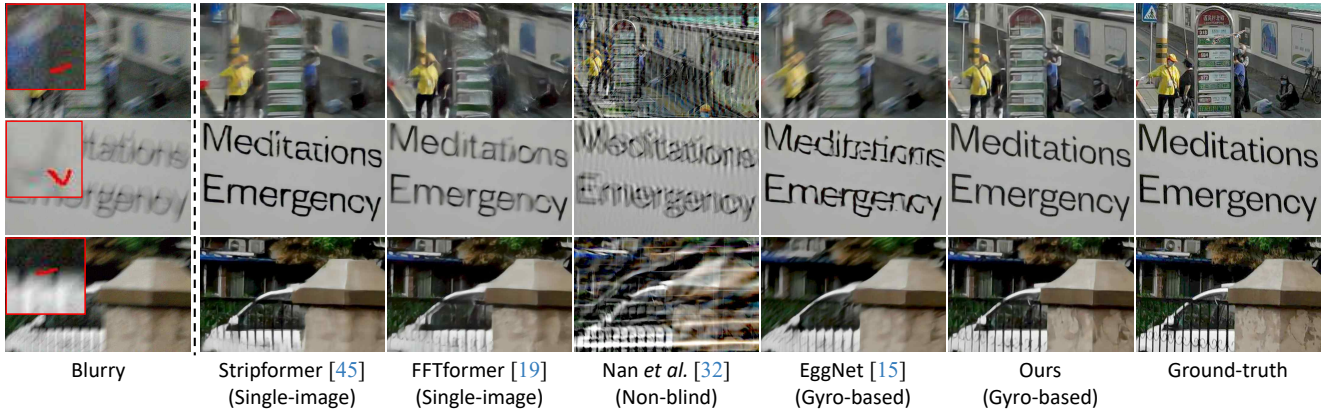 Meditations
Emergency
Meditations
Emergency
Meditations
Emergency
Meditations
Emergency
Meditations
Emergency
Meditations
Emergency
Blurry
Stripformer [45]
(Single-image)
FFTformer [19]
(Single-image)
Nan et al. [32]
(Non-blind)
EggNet [15]
(Gyro-based)
Ours
(Gyro-based)
Ground-truth